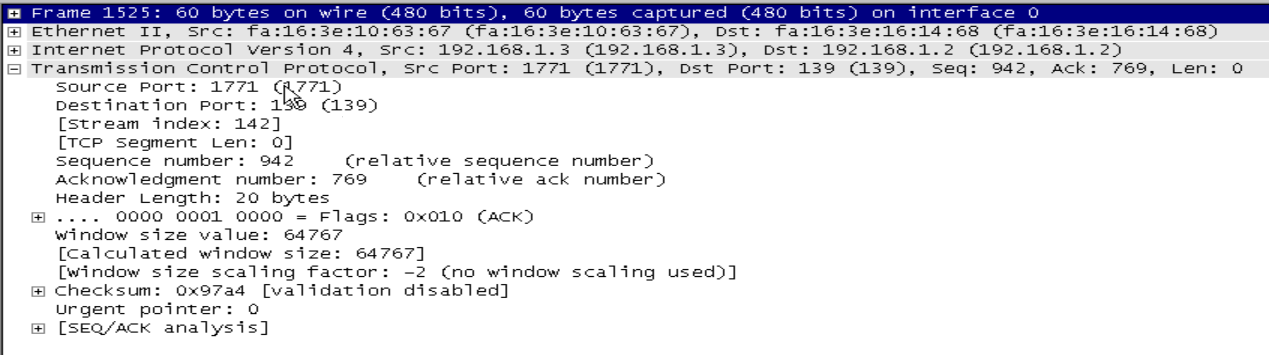 Frame 1525: 60 bytes on wire (480 bits), 60 bytes captured (480 bits) on interface 0
Ethernet II, Src: fa:16:3e:10:63:67 (fa:16:3e:10:63:67), Dst: fa:16:3e:16:14:68 (fa:16:3e:16:14:68)
Internet Protocol Version 4, Src: 192.168.1.3 (192.168.1.3), Dst: 192.168.1.2 (192.168.1.2)
Transmission Control Protocol, Src Port: 1771 (1771), Dst Port: 139 (139), Seq: 942, Ack: 769, Len: 0
Source Port: 1771 (1771)
Destination Port: 139 (139)
[Stream index: 142]
[TCP Segment Len: 0]
Sequence number: 942 (relative sequence number)
Acknowledgment number: 769 (relative ack number)
Header Length: 20 bytes
.... 0000 0001 0000 = Flags: 0x010 (ACK)
Window size value: 64767
[Calculated window size: 64767]
[Window size scaling factor: -2 (no window scaling used)]
Checksum: 0x97a4 [validation disabled]
Urgent pointer: 0
[SEQ/ACK analysis]